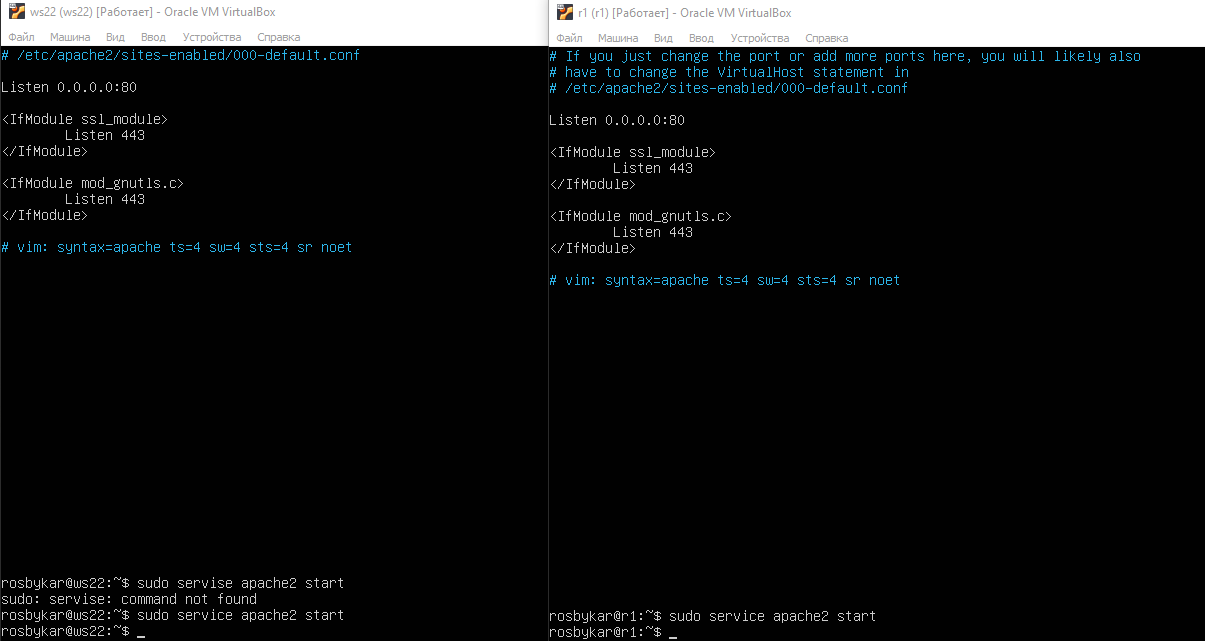 ws22 (ws22) [Работает] - Oracle VM VirtualBox
Файл Машина Вид Ввод Устройства Справка
# /etc/apache2/sites-enabled/000-default.conf
Listen 0.0.0.0:80
<IfModule ssl_module>
Listen 443
</IfModule>
<IfModule mod_gnutls.c>
Listen 443
</IfModule>
# vim: syntax=apache ts=4 sw=4 sts=4 sr noet
rosbykar@ws22:~$ sudo servise apache2 start
sudo: servise: command not found
rosbykar@ws22:~$ sudo service apache2 start
rosbykar@ws22:~$ _
r1 (r1) [Работает] - Oracle VM VirtualBox
Файл Машина Вид Ввод Устройства Справка
# If you just change the port or add more ports here, you will likely also
# have to change the VirtualHost statement in
# /etc/apache2/sites-enabled/000-default.conf
Listen 0.0.0.0:80
<IfModule ssl_module>
Listen 443
</IfModule>
<IfModule mod_gnutls.c>
Listen 443
</IfModule>
# vim: syntax=apache ts=4 sw=4 sts=4 sr noet
rosbykar@r1:~$ sudo service apache2 start
rosbykar@r1:~$ _